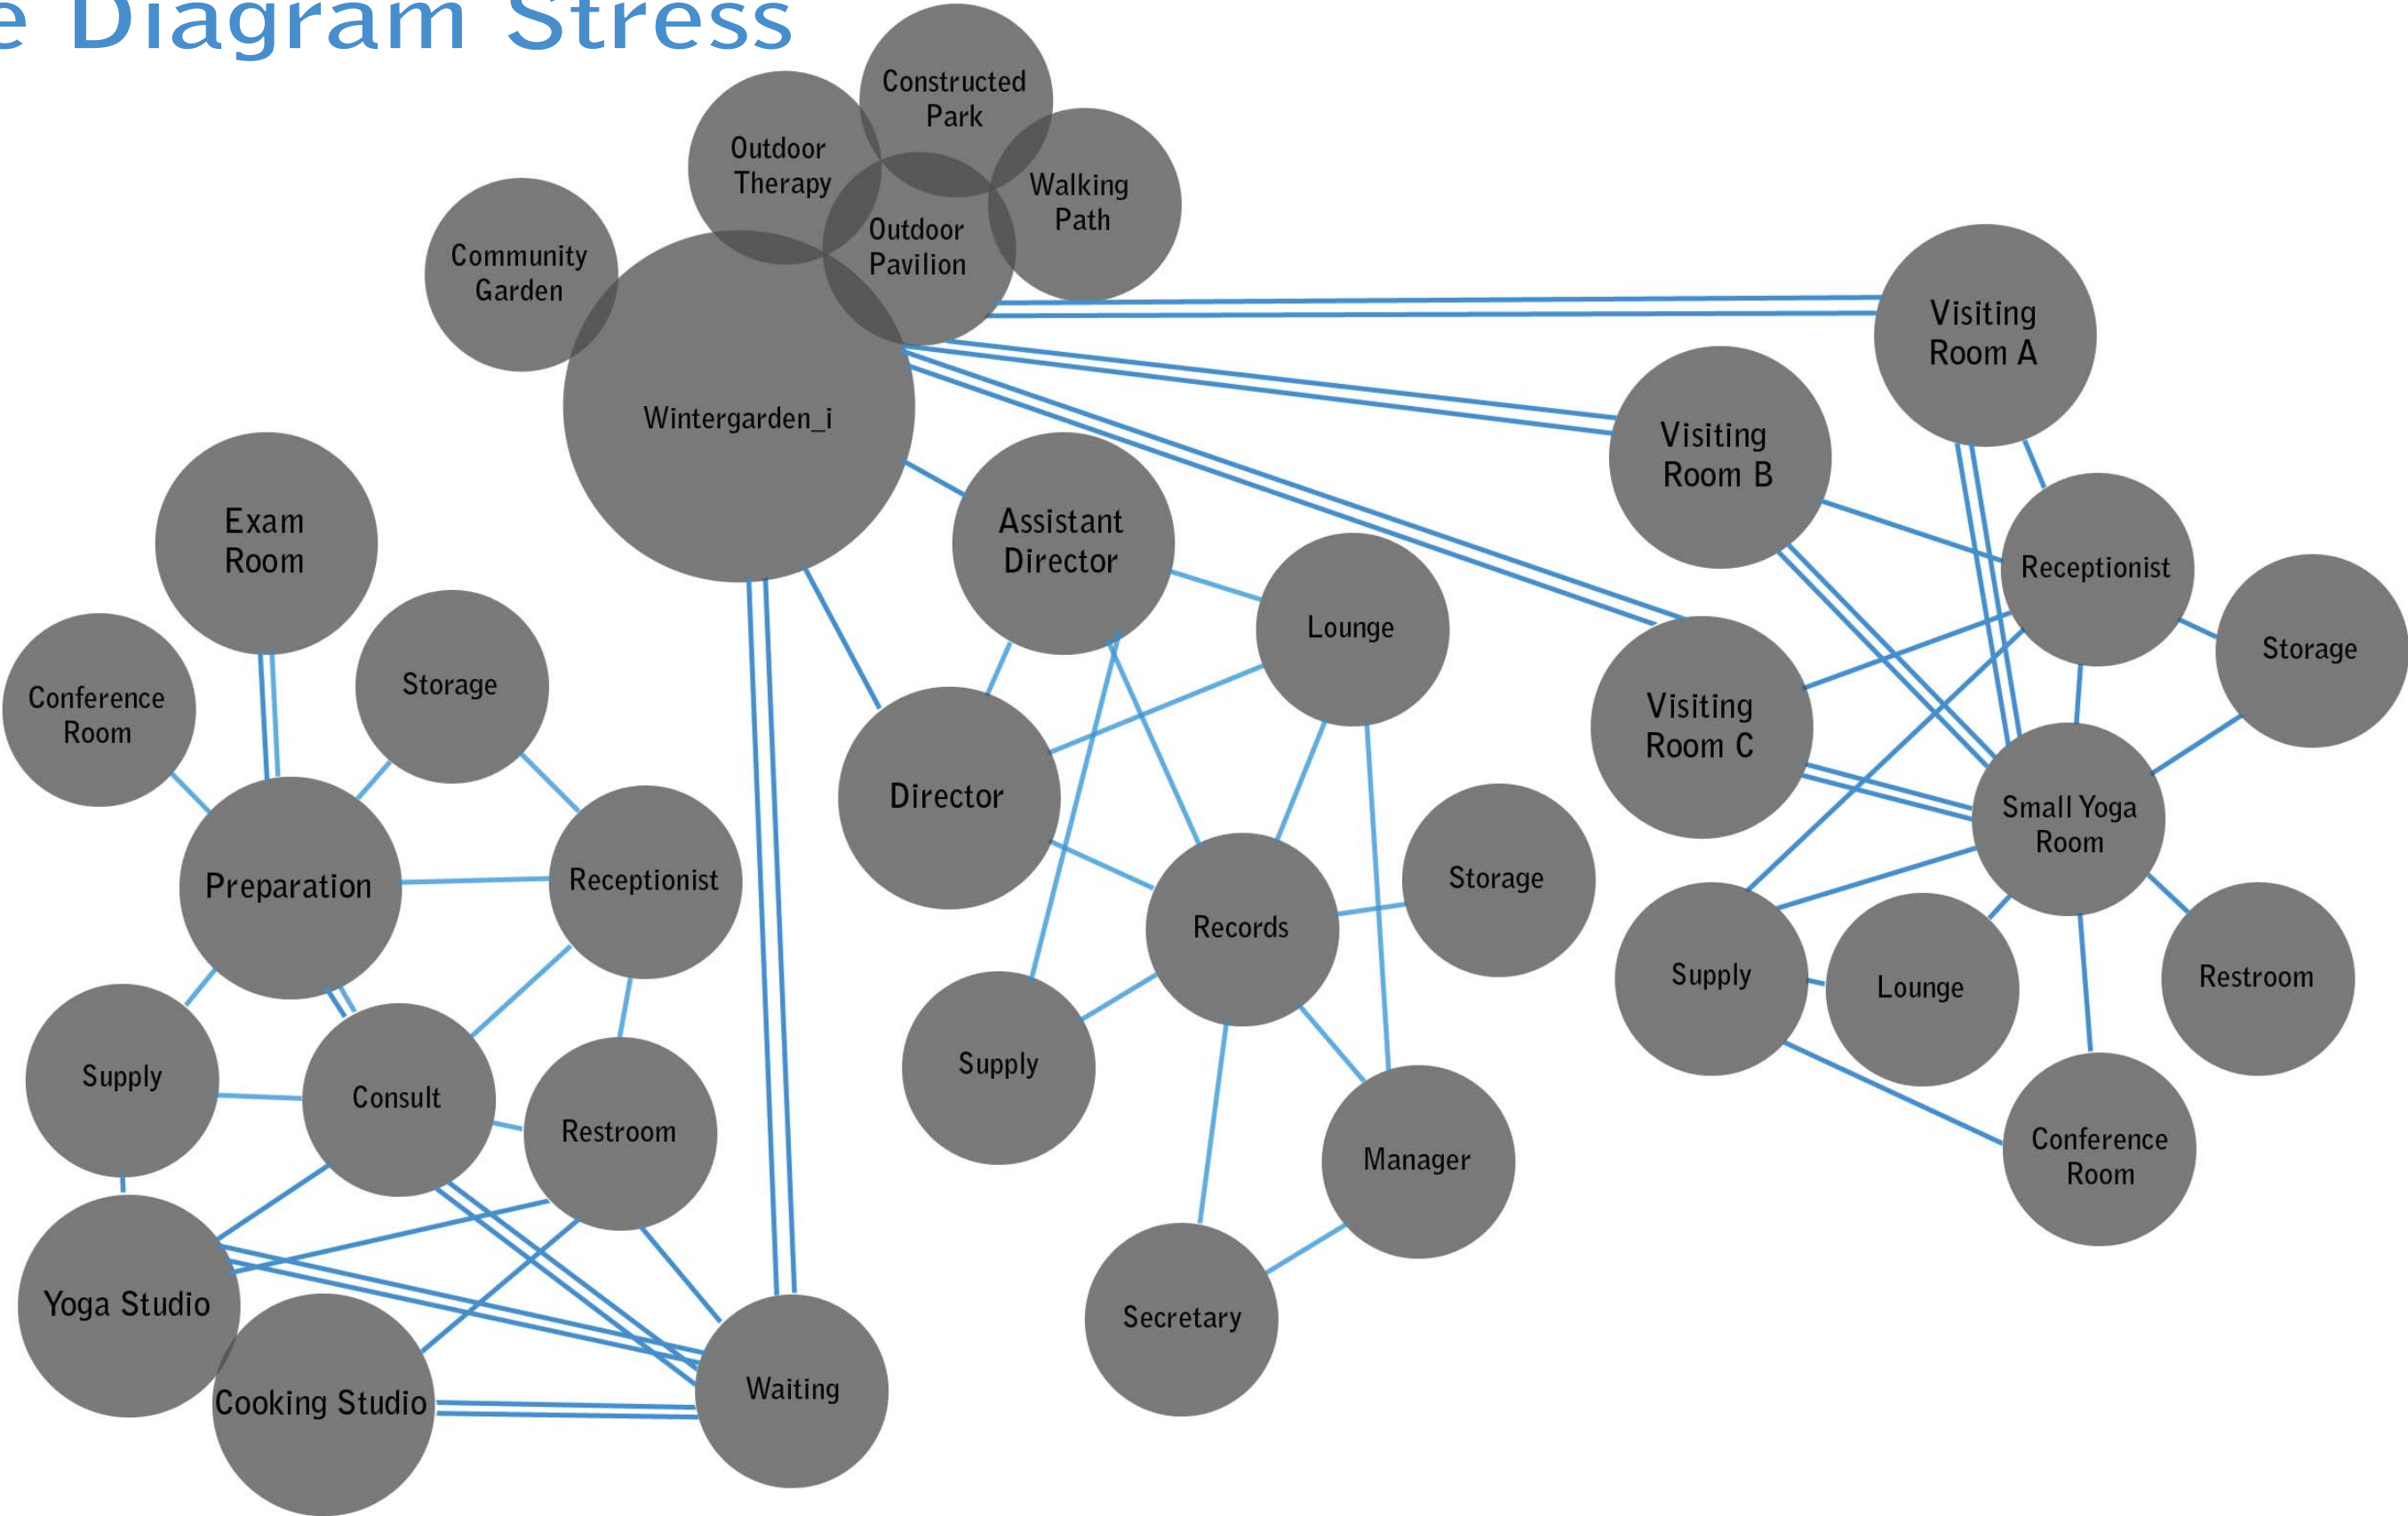 e Diagram Stress
Constructed
Park
Outdoor
Therapy
Walking
Path
Outdoor
Pavilion
Community
Garden
Wintergarden_i
Visiting
Room A
Visiting
Room B
Exam
Room
Assistant
Director
Receptionist
Lounge
Storage
Conference
Room
Storage
Visiting
Room C
Director
Small Yoga
Room
Preparation
Receptionist
Storage
Records
Supply
Lounge
Restroom
Supply
Consult
Restroom
Supply
Manager
Conference
Room
Yoga Studio
Secretary
Cooking Studio
Waiting